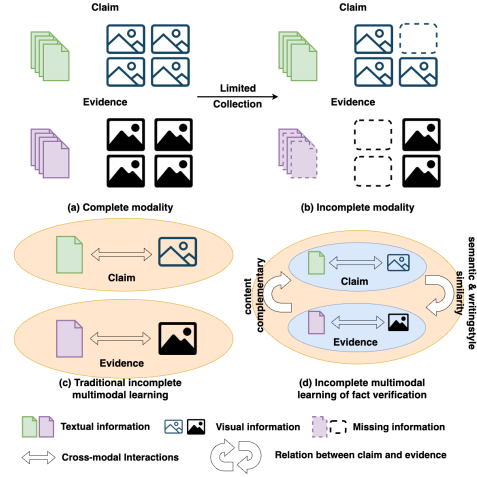 Claim
Claim
Limited
Collection
Evidence
Evidence
(a) Complete modality
(b) Incomplete modality
Claim
Evidence
content
complementary
Claim
Evidence
semantic & writingstyle
similarity
(c) Traditional incomplete
multimodal learning
(d) Incomplete multimodal
learning of fact verification
Textual information
Visual information
Missing information
Cross-modal Interactions
Relation between claim and evidence